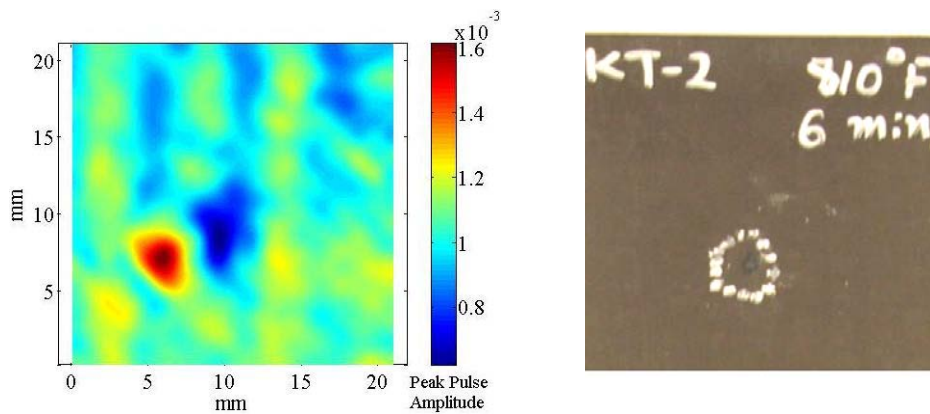 x10⁻³
20
15
10
5
0 5 10 15 20
mm
mm
1.6
1.4
1.2
1
0.8
Peak Pulse
Amplitude
KT-2 810°F
6 min